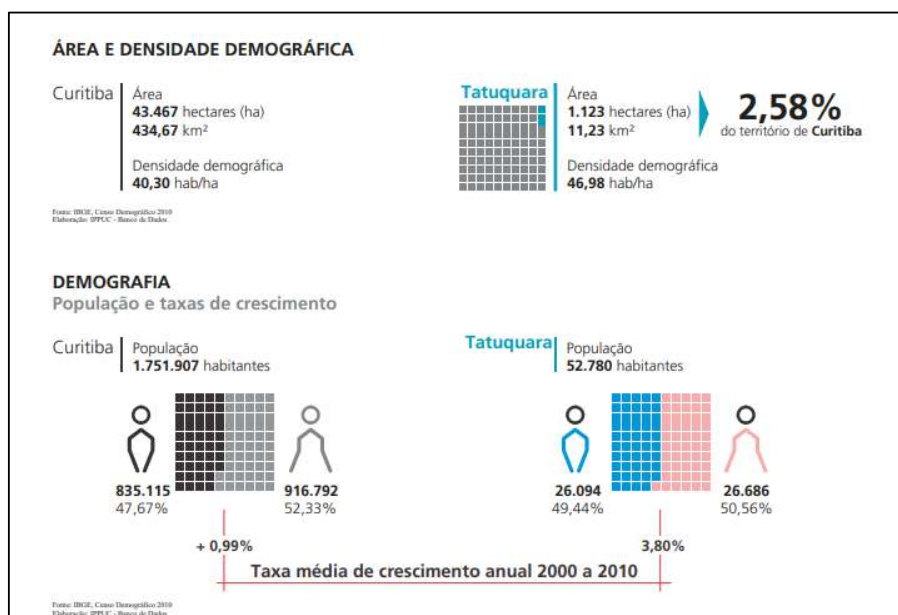 ÁREA E DENSIDADE DEMOGRÁFICA
Curitiba
Área
43.467 hectares (ha)
434,67 km²
Densidade demográfica
40,30 hab/ha
Tatuquara
Área
1.123 hectares (ha)
11,23 km²
Densidade demográfica
46,98 hab/ha
2,58%
do território de Curitiba
Fonte: IBGE, Censo Demográfico 2010
Elaboração: IPPUC - Banco de Dados
DEMOGRAFIA
População e taxas de crescimento
Curitiba
População
1.751.907 habitantes
Tatuquara
População
52.780 habitantes
835.115
47,67%
916.792
52,33%
26.094
49,44%
26.686
50,56%
+ 0,99%
3,80%
Taxa média de crescimento anual 2000 a 2010
Fonte: IBGE, Censo Demográfico 2010
Elaboração: IPPUC - Banco de Dados